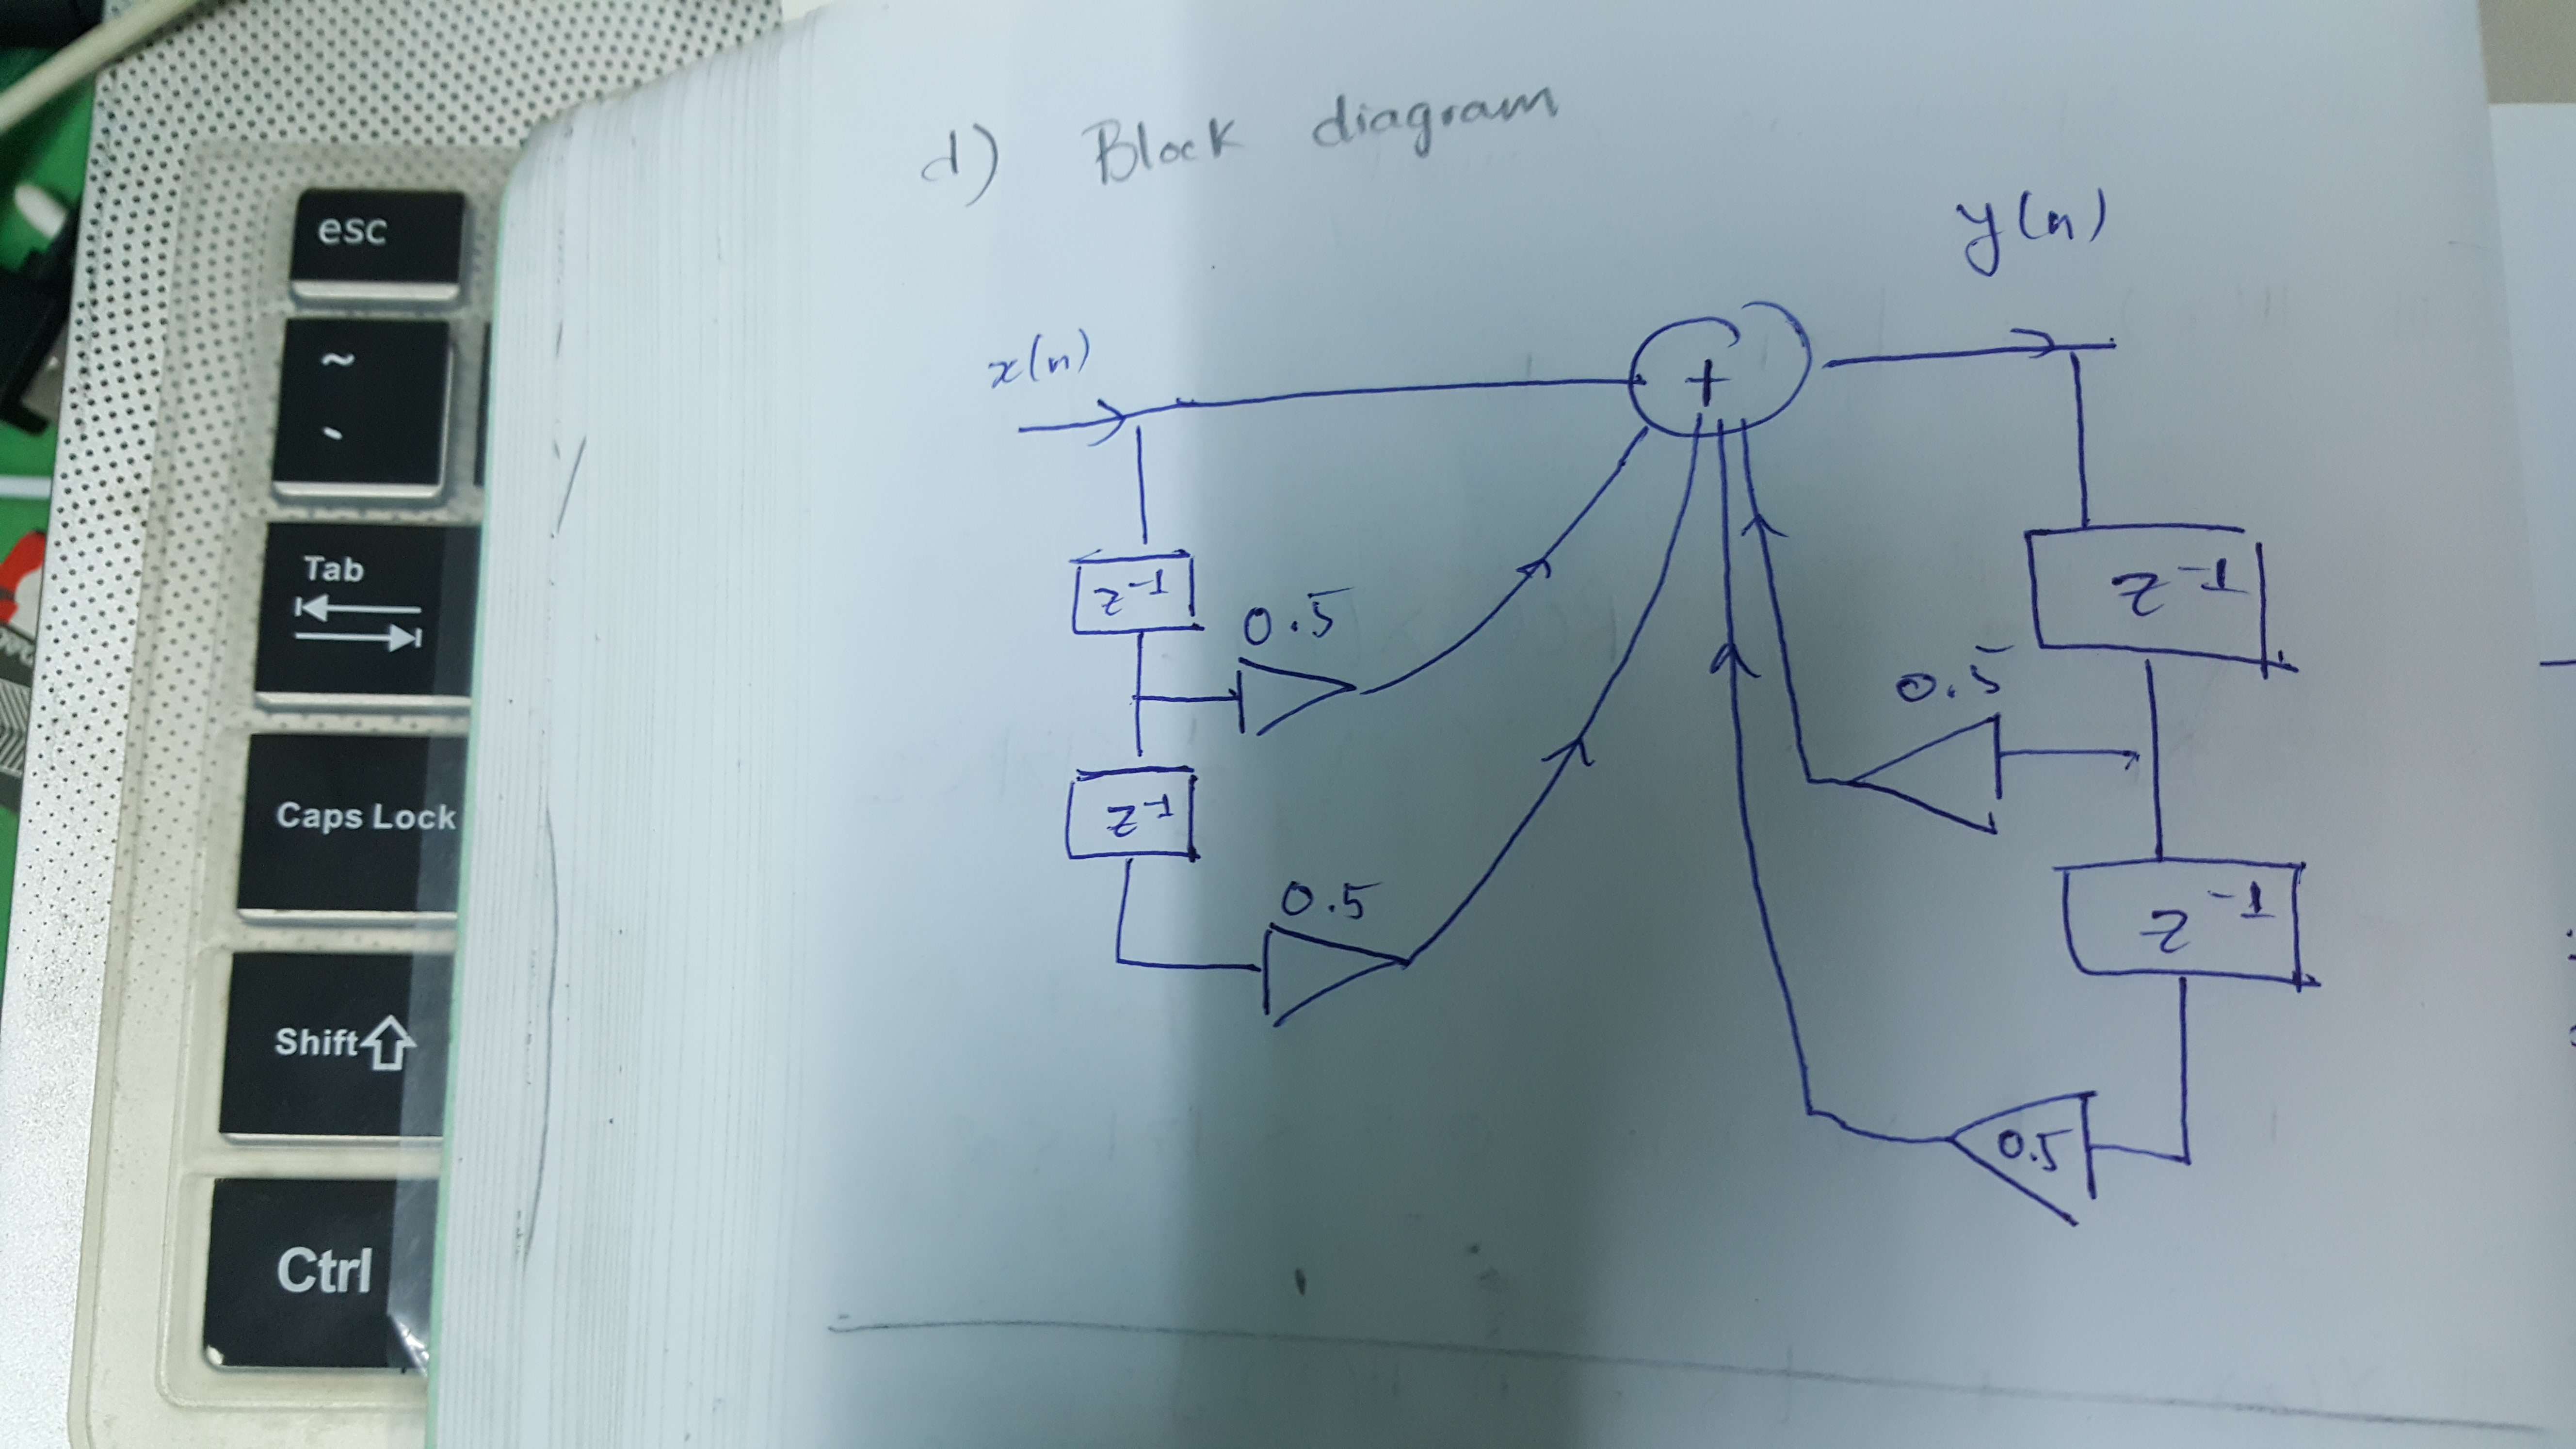 d) Block diagram
y(n)
x(n)
+
z⁻¹
z⁻¹
0.5
0.5
z⁻¹
z⁻¹
0.5
0.5
esc
~
`
Tab
Caps Lock
Shift
Ctrl